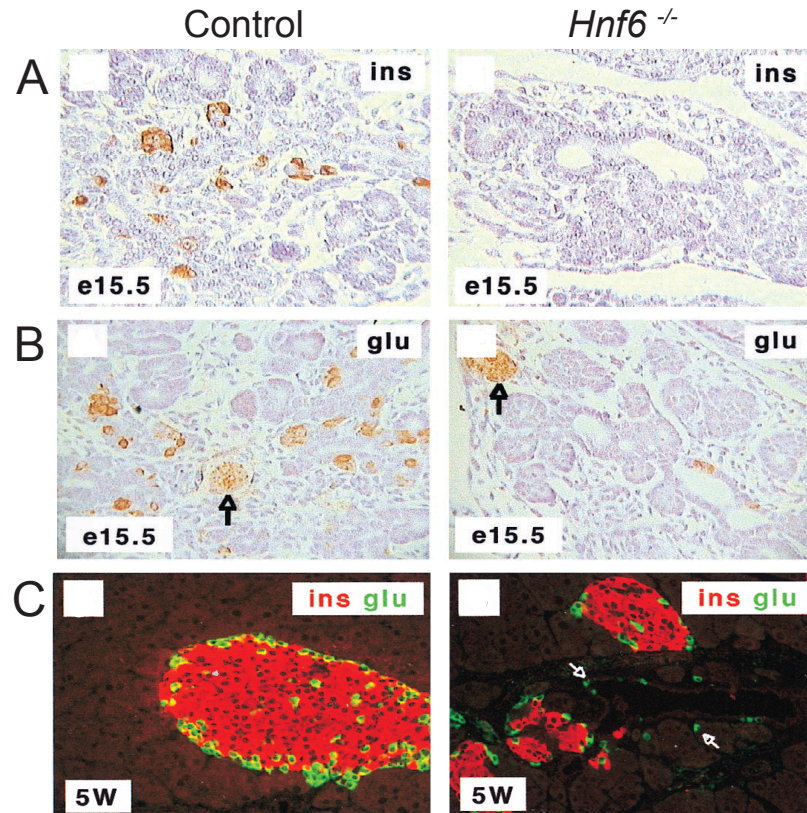 Control Hnf6 -/-
A ins ins
e15.5 e15.5
B glu glu
e15.5 e15.5
C ins glu ins glu
5W 5W